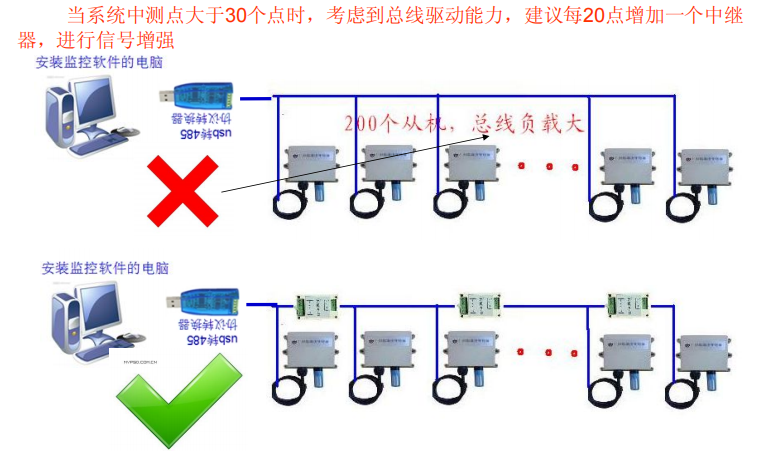 当系统中测点大于30个点时，考虑到总线驱动能力，建议每20点增加一个中继
器，进行信号增强
安装监控软件的电脑
usb转485
协议转换器
200个从机，总线负载大
安装监控软件的电脑
usb转485
协议转换器